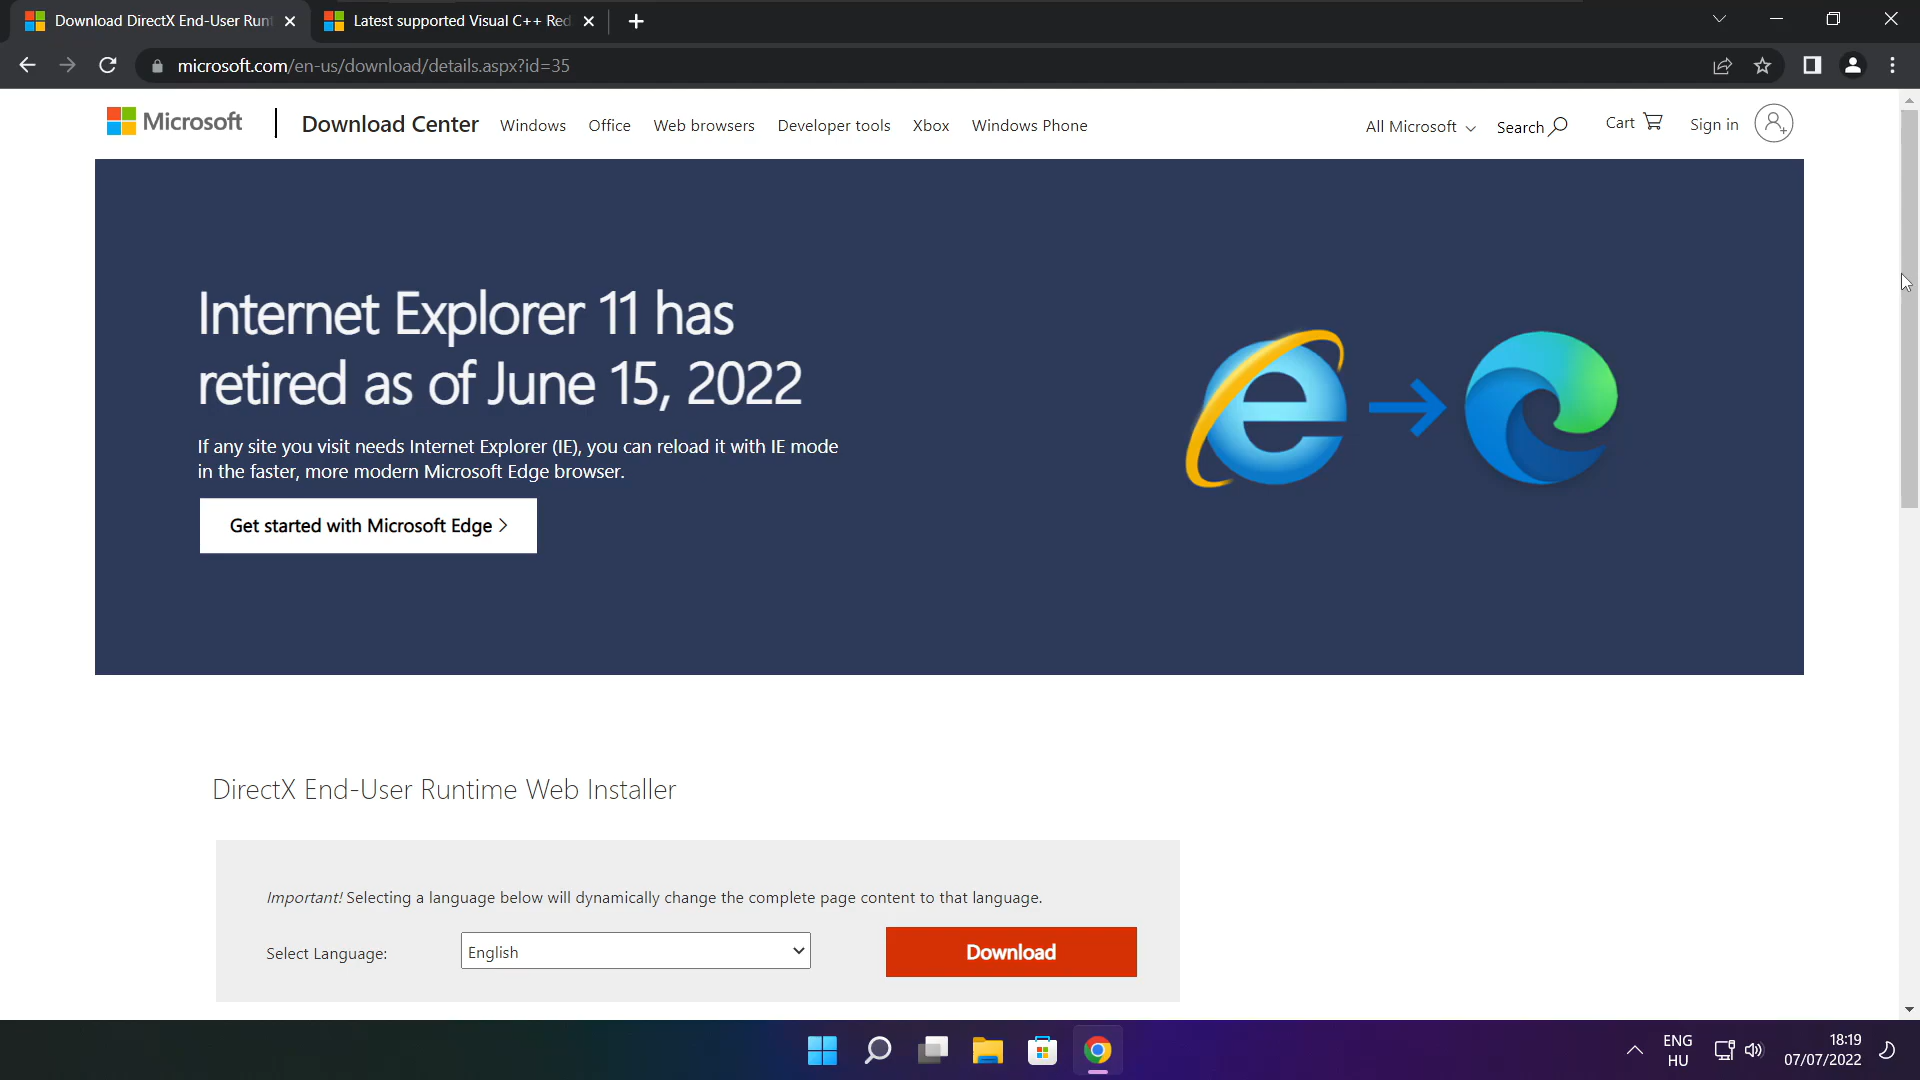 Download DirectX End-User Runt
Latest supported Visual C++ Red
microsoft.com/en-us/download/details.aspx?id=35
Microsoft
Download Center
Windows
Office
Web browsers
Developer tools
Xbox
Windows Phone
All Microsoft
Search
Cart
Sign in
Internet Explorer 11 has
retired as of June 15, 2022
If any site you visit needs Internet Explorer (IE), you can reload it with IE mode
in the faster, more modern Microsoft Edge browser.
Get started with Microsoft Edge >
DirectX End-User Runtime Web Installer
Important! Selecting a language below will dynamically change the complete page content to that language.
Select Language:
English
Download
ENG
HU
18:19
07/07/2022